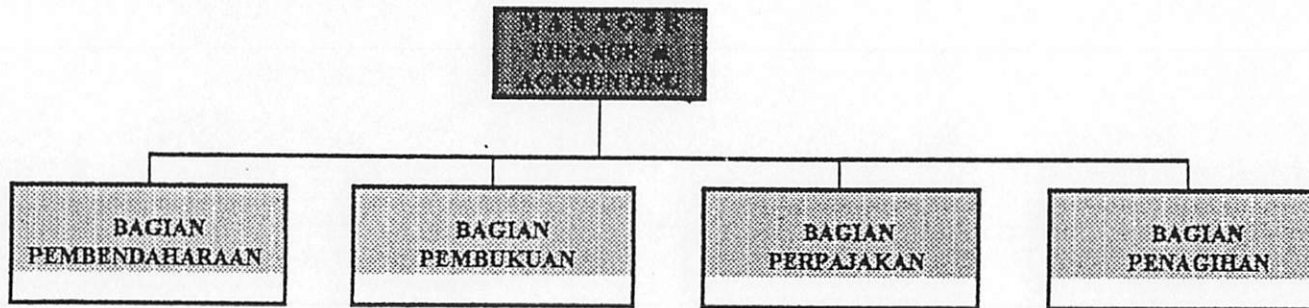 MANAGER
FINANCE &
ACCOUNTING
BAGIAN
PEMBENDAHARAAN
BAGIAN
PEMBUKUAN
BAGIAN
PERPAJAKAN
BAGIAN
PENAGIHAN